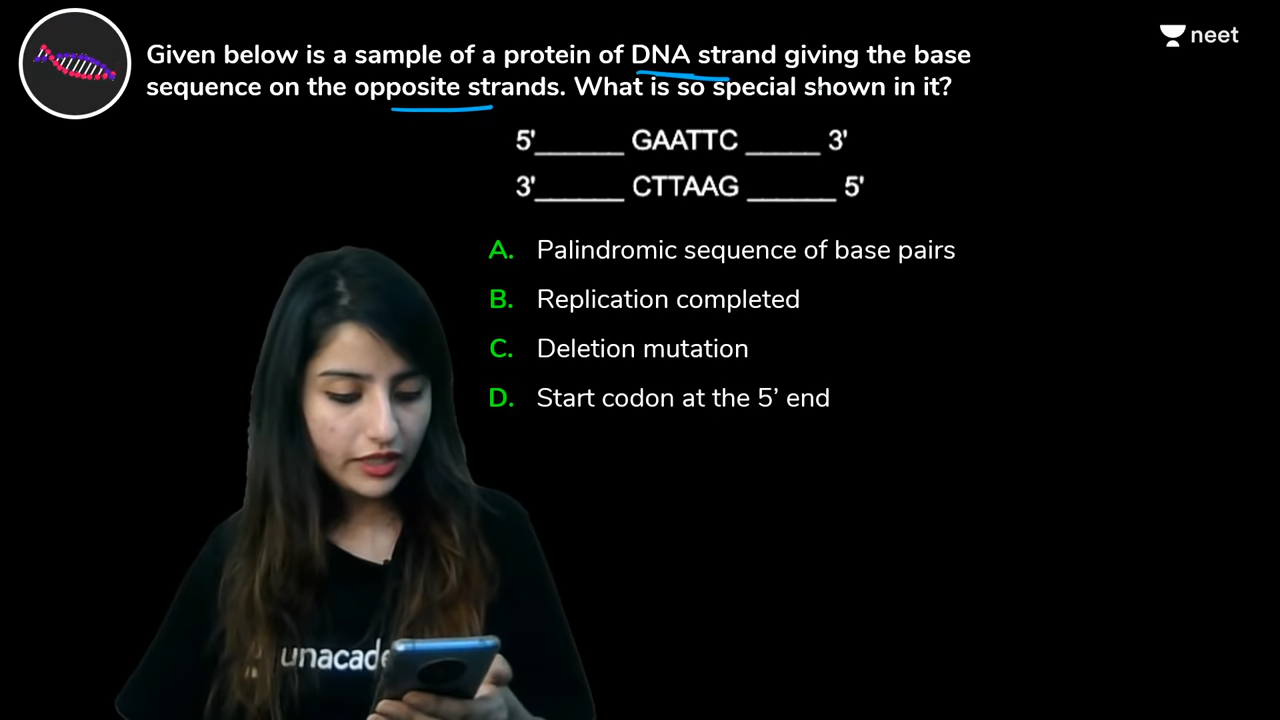 Given below is a sample of a protein of DNA strand giving the base
sequence on the opposite strands. What is so special shown in it?
neet
5'______ GAATTC _____ 3'
3'______ CTTAAG ______ 5'
A. Palindromic sequence of base pairs
B. Replication completed
C. Deletion mutation
D. Start codon at the 5’ end
unacade